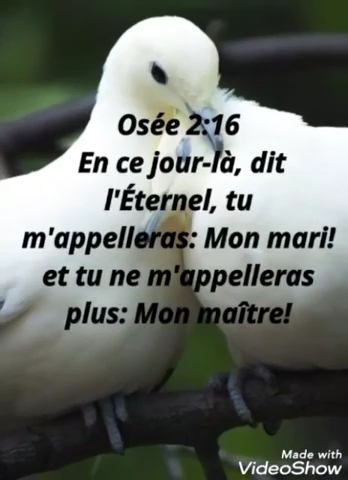 Osée 2:16
En ce jour-là, dit
l'Éternel, tu
m'appelleras: Mon mari!
et tu ne m'appelleras
plus: Mon maître!
Made with
VideoShow